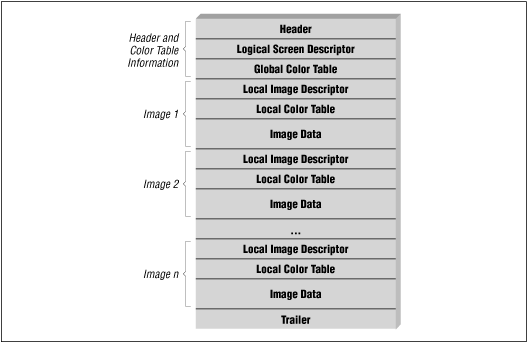 Header and
Color Table
Information
Header
Logical Screen Descriptor
Global Color Table
Image 1
Local Image Descriptor
Local Color Table
Image Data
Image 2
Local Image Descriptor
Local Color Table
Image Data
...
Image n
Local Image Descriptor
Local Color Table
Image Data
Trailer